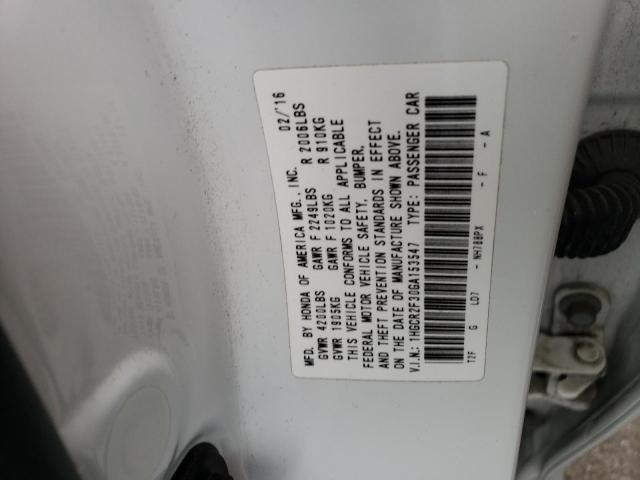 MFD. BY HONDA OF AMERICA MFG., INC. 02/'16
GVWR 4200LBS GAWR F 2249LBS R 2006LBS
GVWR 1905KG GAWR F 1020KG R 910KG
THIS VEHICLE CONFORMS TO ALL APPLICABLE
FEDERAL MOTOR VEHICLE SAFETY, BUMPER,
AND THEFT PREVENTION STANDARDS IN EFFECT
ON THE DATE OF MANUFACTURE SHOWN ABOVE.
V.I.N.: 1HGCR2F30GA153547 TYPE: PASSENGER CAR
T2F G LD7 - NH788PX - F - A